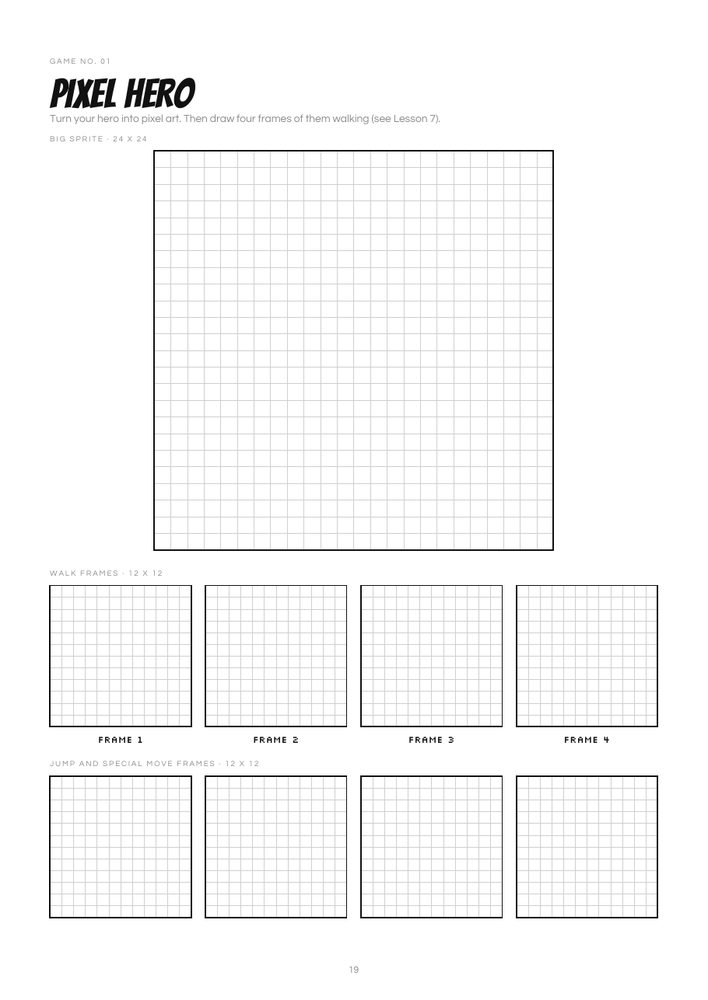 GAME NO. 01
PIXEL HERO
Turn your hero into pixel art. Then draw four frames of them walking (see Lesson 7).
BIG SPRITE · 24 X 24
WALK FRAMES · 12 X 12
FRAME 1 FRAME 2 FRAME 3 FRAME 4
JUMP AND SPECIAL MOVE FRAMES · 12 X 12
19